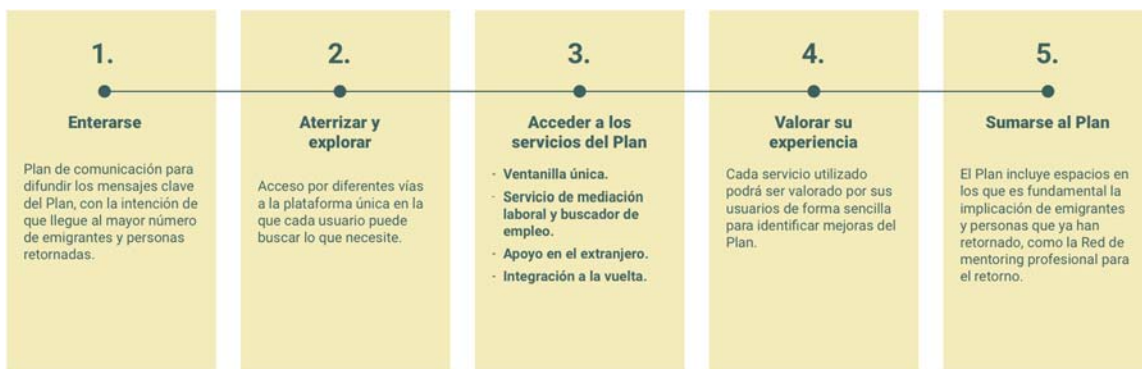 1.
Enterarse
Plan de comunicación para
difundir los mensajes clave
del Plan, con la intención de
que llegue al mayor número
de emigrantes y personas
retornadas.
2.
Aterrizar y
explorar
Acceso por diferentes vías
a la plataforma única en la
que cada usuario puede
buscar lo que necesite.
3.
Acceder a los
servicios del Plan
- Ventanilla única.
- Servicio de mediación
laboral y buscador de
empleo.
- Apoyo en el extranjero.
- Integración a la vuelta.
4.
Valorar su
experiencia
Cada servicio utilizado
podrá ser valorado por sus
usuarios de forma sencilla
para identificar mejoras del
Plan.
5.
Sumarse al Plan
El Plan incluye espacios en
los que es fundamental la
implicación de emigrantes
y personas que ya han
retornado, como la Red de
mentoring profesional para
el retorno.